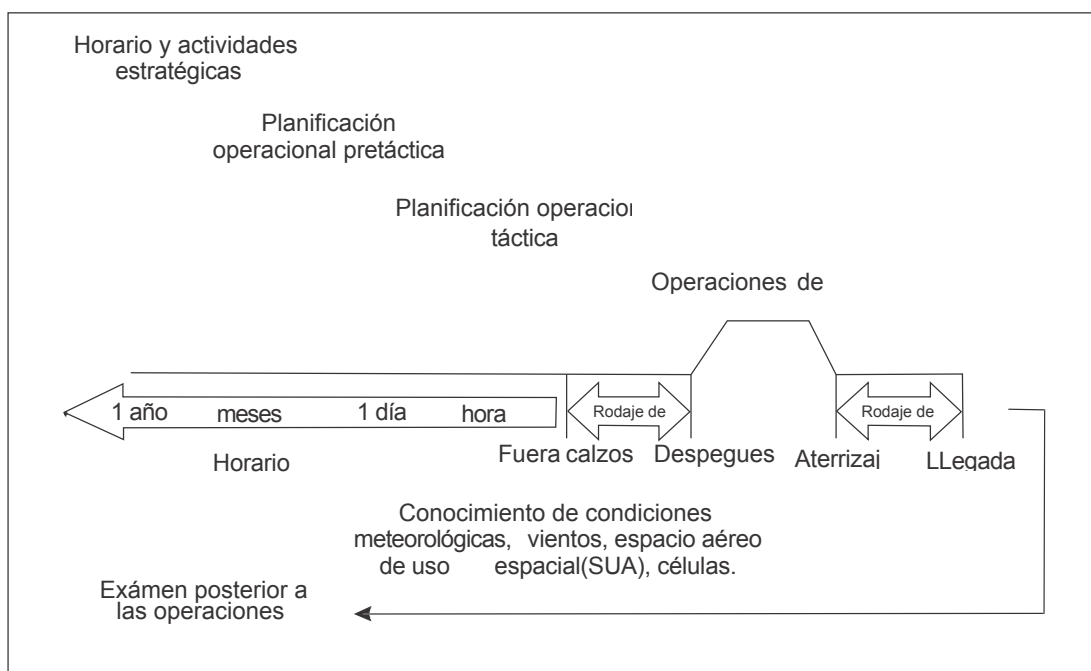 Horario y actividades
estratégicas
Planificación
operacional pretáctica
Planificación operacion
táctica
Operaciones de
1 año meses 1 día hora
Rodaje de
Rodaje de
Fuera calzos Despegues Aterrizaj LLegada
Horario
Conocimiento de condiciones
meteorológicas, vientos, espacio aéreo
de uso espacial(SUA), células.
Exámen posterior a
las operaciones